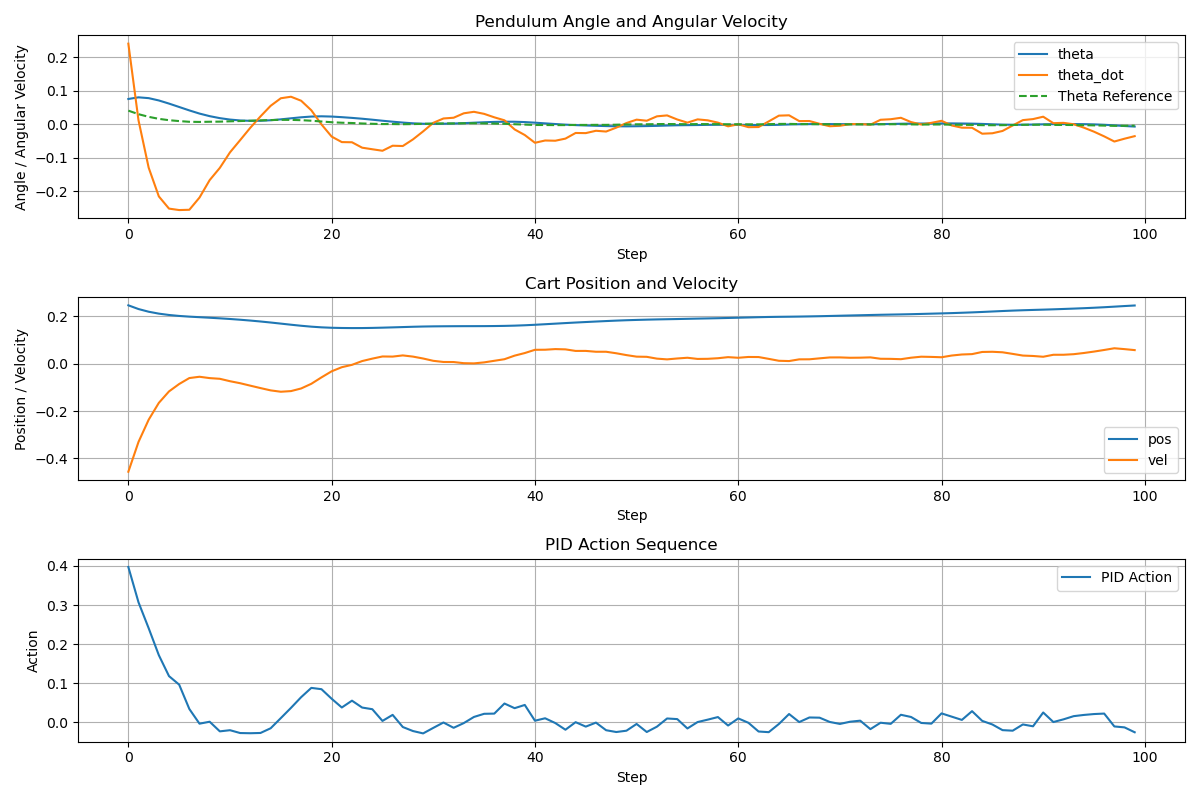 Pendulum Angle and Angular Velocity
Angle / Angular Velocity
0.2
0.1
0.0
−0.1
−0.2
theta
theta_dot
Theta Reference
0 20 40 60 80 100
Step
Cart Position and Velocity
Position / Velocity
0.2
0.0
−0.2
−0.4
pos
vel
0 20 40 60 80 100
Step
PID Action Sequence
Action
0.4
0.3
0.2
0.1
0.0
PID Action
0 20 40 60 80 100
Step